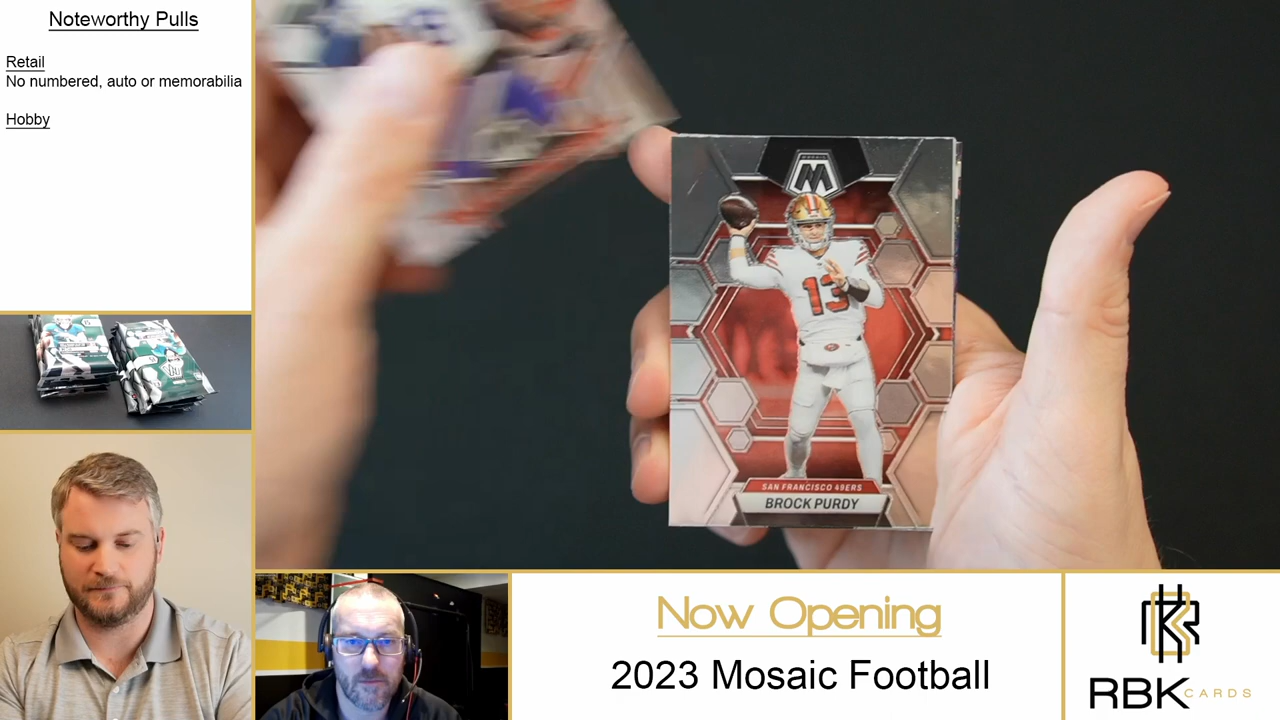 Noteworthy Pulls
Retail
No numbered, auto or memorabilia
Hobby
MOSAIC
M
13
SAN FRANCISCO 49ERS
BROCK PURDY
Now Opening
2023 Mosaic Football
RBK CARDS